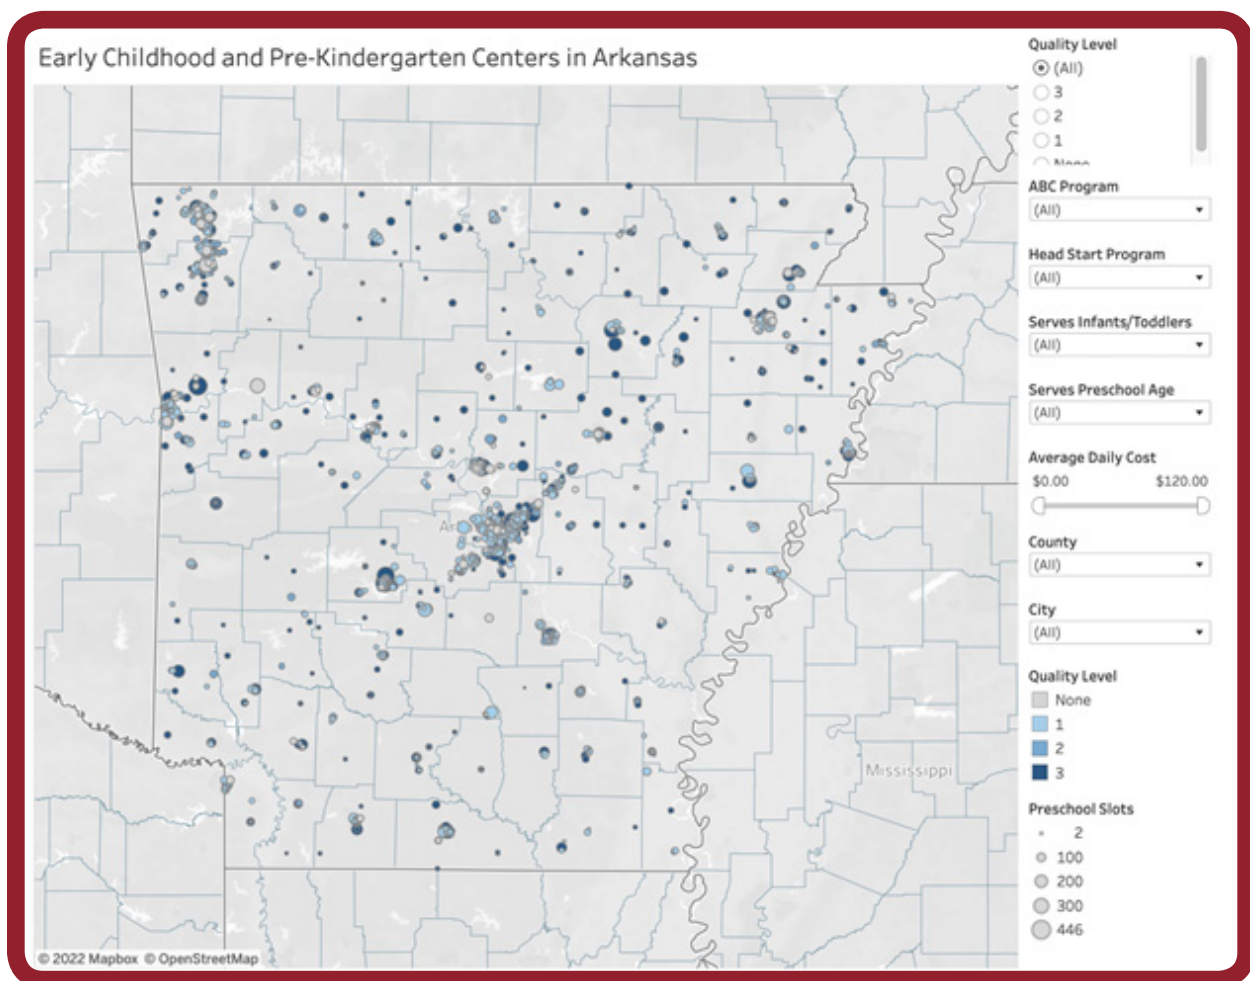 Early Childhood and Pre-Kindergarten Centers in Arkansas
Quality Level
(All)
3
2
1
None
ABC Program
(All)
Head Start Program
(All)
Serves Infants/Toddlers
(All)
Serves Preschool Age
(All)
Average Daily Cost
$0.00 $120.00
County
(All)
City
(All)
Quality Level
None
1
2
3
Preschool Slots
2
100
200
300
446
Mississippi
© 2022 Mapbox © OpenStreetMap